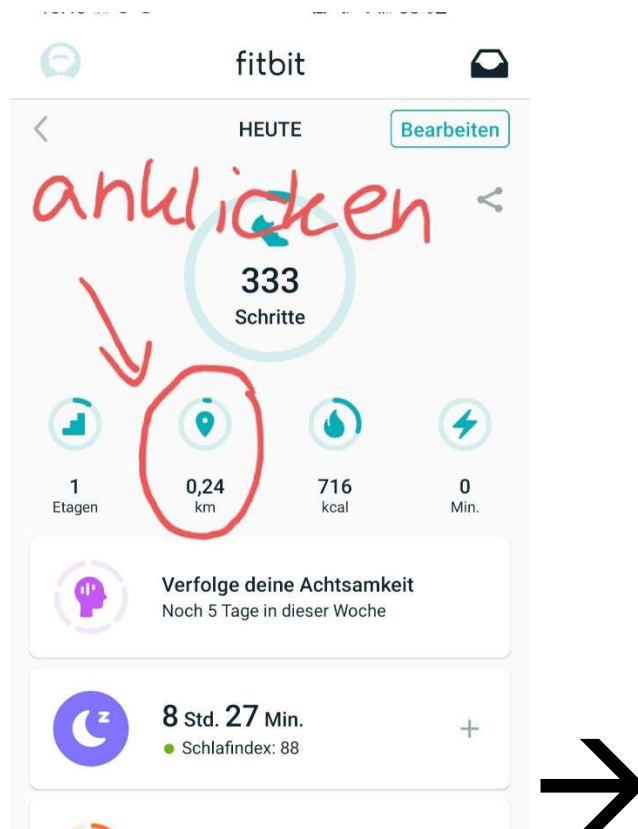 fitbit
HEUTE
Bearbeiten
anklicken
333
Schritte
1
Etagen
0,24
km
716
kcal
0
Min.
Verfolge deine Achtsamkeit
Noch 5 Tage in dieser Woche
8 Std. 27 Min.
Schlafindex: 88